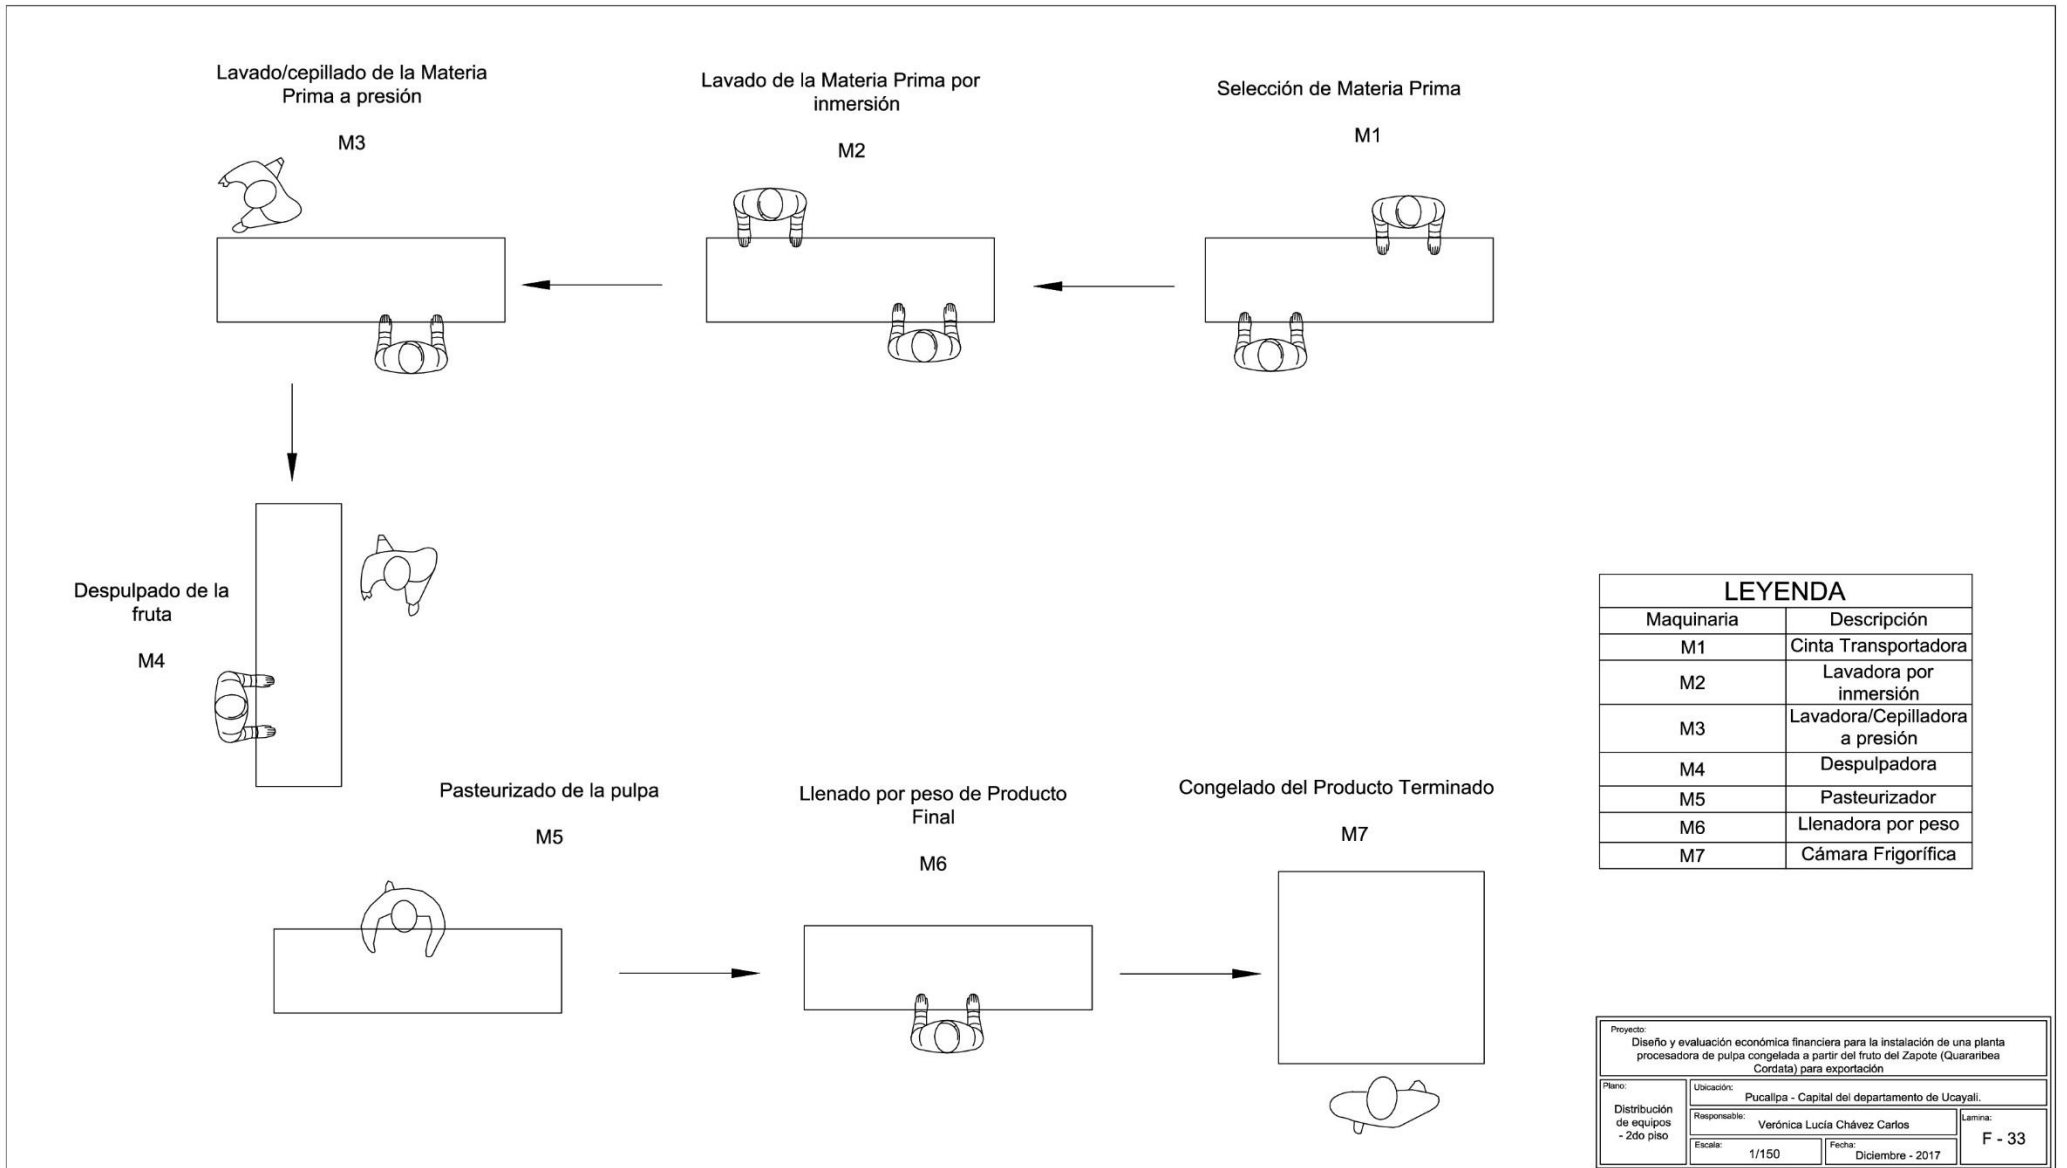 Lavado/cepillado de la Materia
Prima a presión
M3
Lavado de la Materia Prima por
inmersión
M2
Selección de Materia Prima
M1
Despulpado de la
fruta
M4
Pasteurizado de la pulpa
M5
Llenado por peso de Producto
Final
M6
Congelado del Producto Terminado
M7
LEYENDA
Maquinaria Descripción
M1 Cinta Transportadora
M2 Lavadora por
inmersión
M3 Lavadora/Cepilladora
a presión
M4 Despulpadora
M5 Pasteurizador
M6 Llenadora por peso
M7 Cámara Frigorífica
Proyecto:
Diseño y evaluación económica financiera para la instalación de una planta
procesadora de pulpa congelada a partir del fruto del Zapote (Quararibea
Cordata) para exportación
Plano:
Distribución
de equipos
- 2do piso
Ubicación:
Pucallpa - Capital del departamento de Ucayali.
Responsable:
Verónica Lucía Chávez Carlos
Escala:
1/150
Fecha:
Diciembre - 2017
Lamina:
F - 33